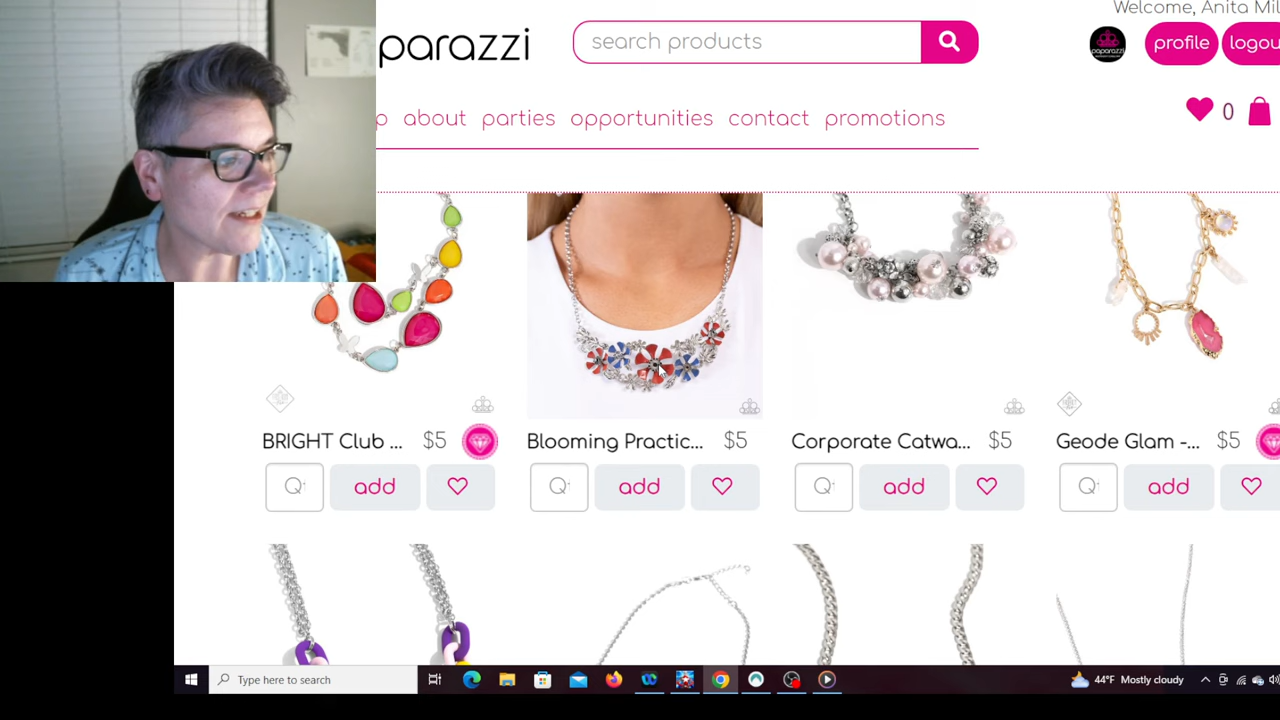 Welcome, Anita Mil
parazzi
search products
paparazzi
profile
logou
p about parties opportunities contact promotions
0
BRIGHT Club ... $5
Blooming Practic... $5
Corporate Catwa... $5
Geode Glam -... $5
Q add
Q add
Q add
Q add
Type here to search
44°F Mostly cloudy